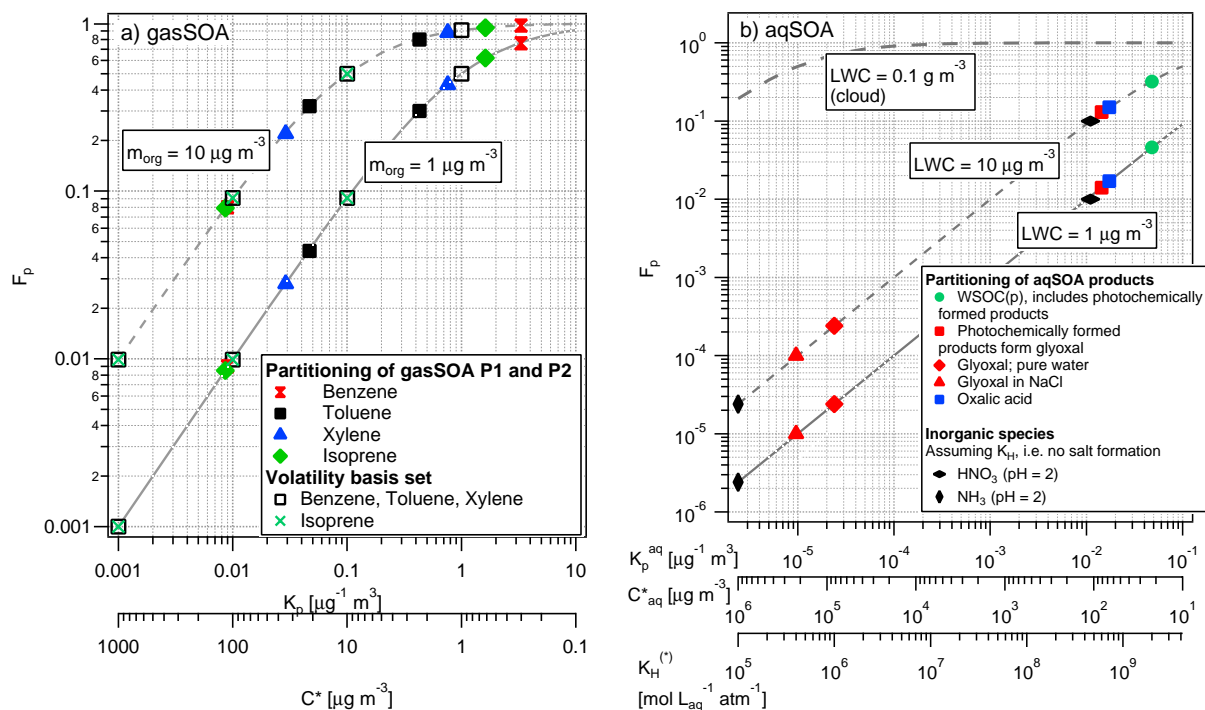 a) gasSOA
1
8
6
4
2
0.1
8
6
4
2
0.01
8
6
4
2
0.001
F_p
m_org = 10 µg m^-3
m_org = 1 µg m^-3
Partitioning of gasSOA P1 and P2
Benzene
Toluene
Xylene
Isoprene
Volatility basis set
Benzene, Toluene, Xylene
Isoprene
0.001 0.01 0.1 1 10
K_p [µg^-1 m^3]
1000 100 10 1 0.1
C* [µg m^-3]
b) aqSOA
10^0
10^-1
10^-2
10^-3
10^-4
10^-5
10^-6
F_p
LWC = 0.1 g m^-3
(cloud)
LWC = 10 µg m^-3
LWC = 1 µg m^-3
Partitioning of aqSOA products
WSOC(p), includes photochemically
formed products
Photochemically formed
products form glyoxal
Glyoxal; pure water
Glyoxal in NaCl
Oxalic acid
Inorganic species
Assuming K_H, i.e. no salt formation
HNO_3 (pH = 2)
NH_3 (pH = 2)
10^-5 10^-4 10^-3 10^-2 10^-1
K_p^aq [µg^-1 m^3]
C*_aq [µg m^-3]
10^6 10^5 10^4 10^3 10^2 10^1
K_H^(*)
10^5 10^6 10^7 10^8 10^9
[mol L_aq^-1 atm^-1]